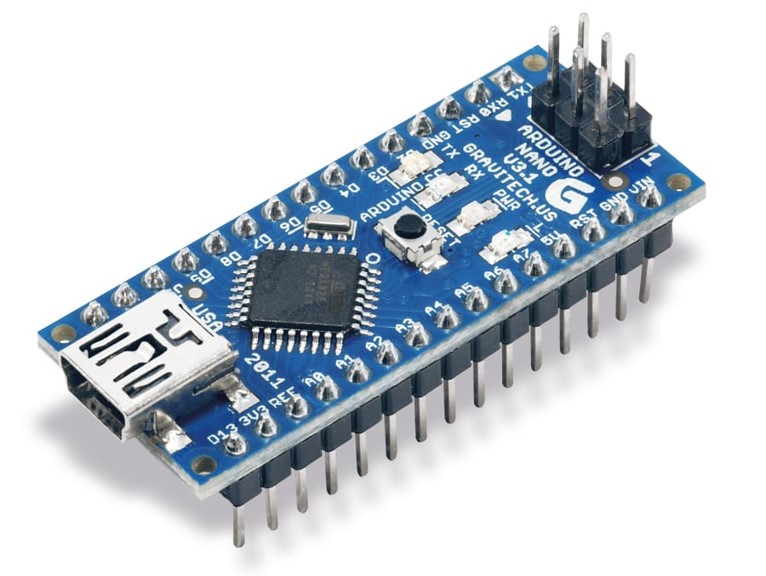 TX1 RX0 RST GND
D3 D4 D5 D6 D7 D8
TX
RX
PWR
L
ARDUINO.CC
RESET
ARDUINO
NANO
V3.1
GRAVITECH.US
G
1
USA
2011
D13 3V3 REF A0 A1 A2 A3 A4 A5 A6 A7 5V RST GND VIN